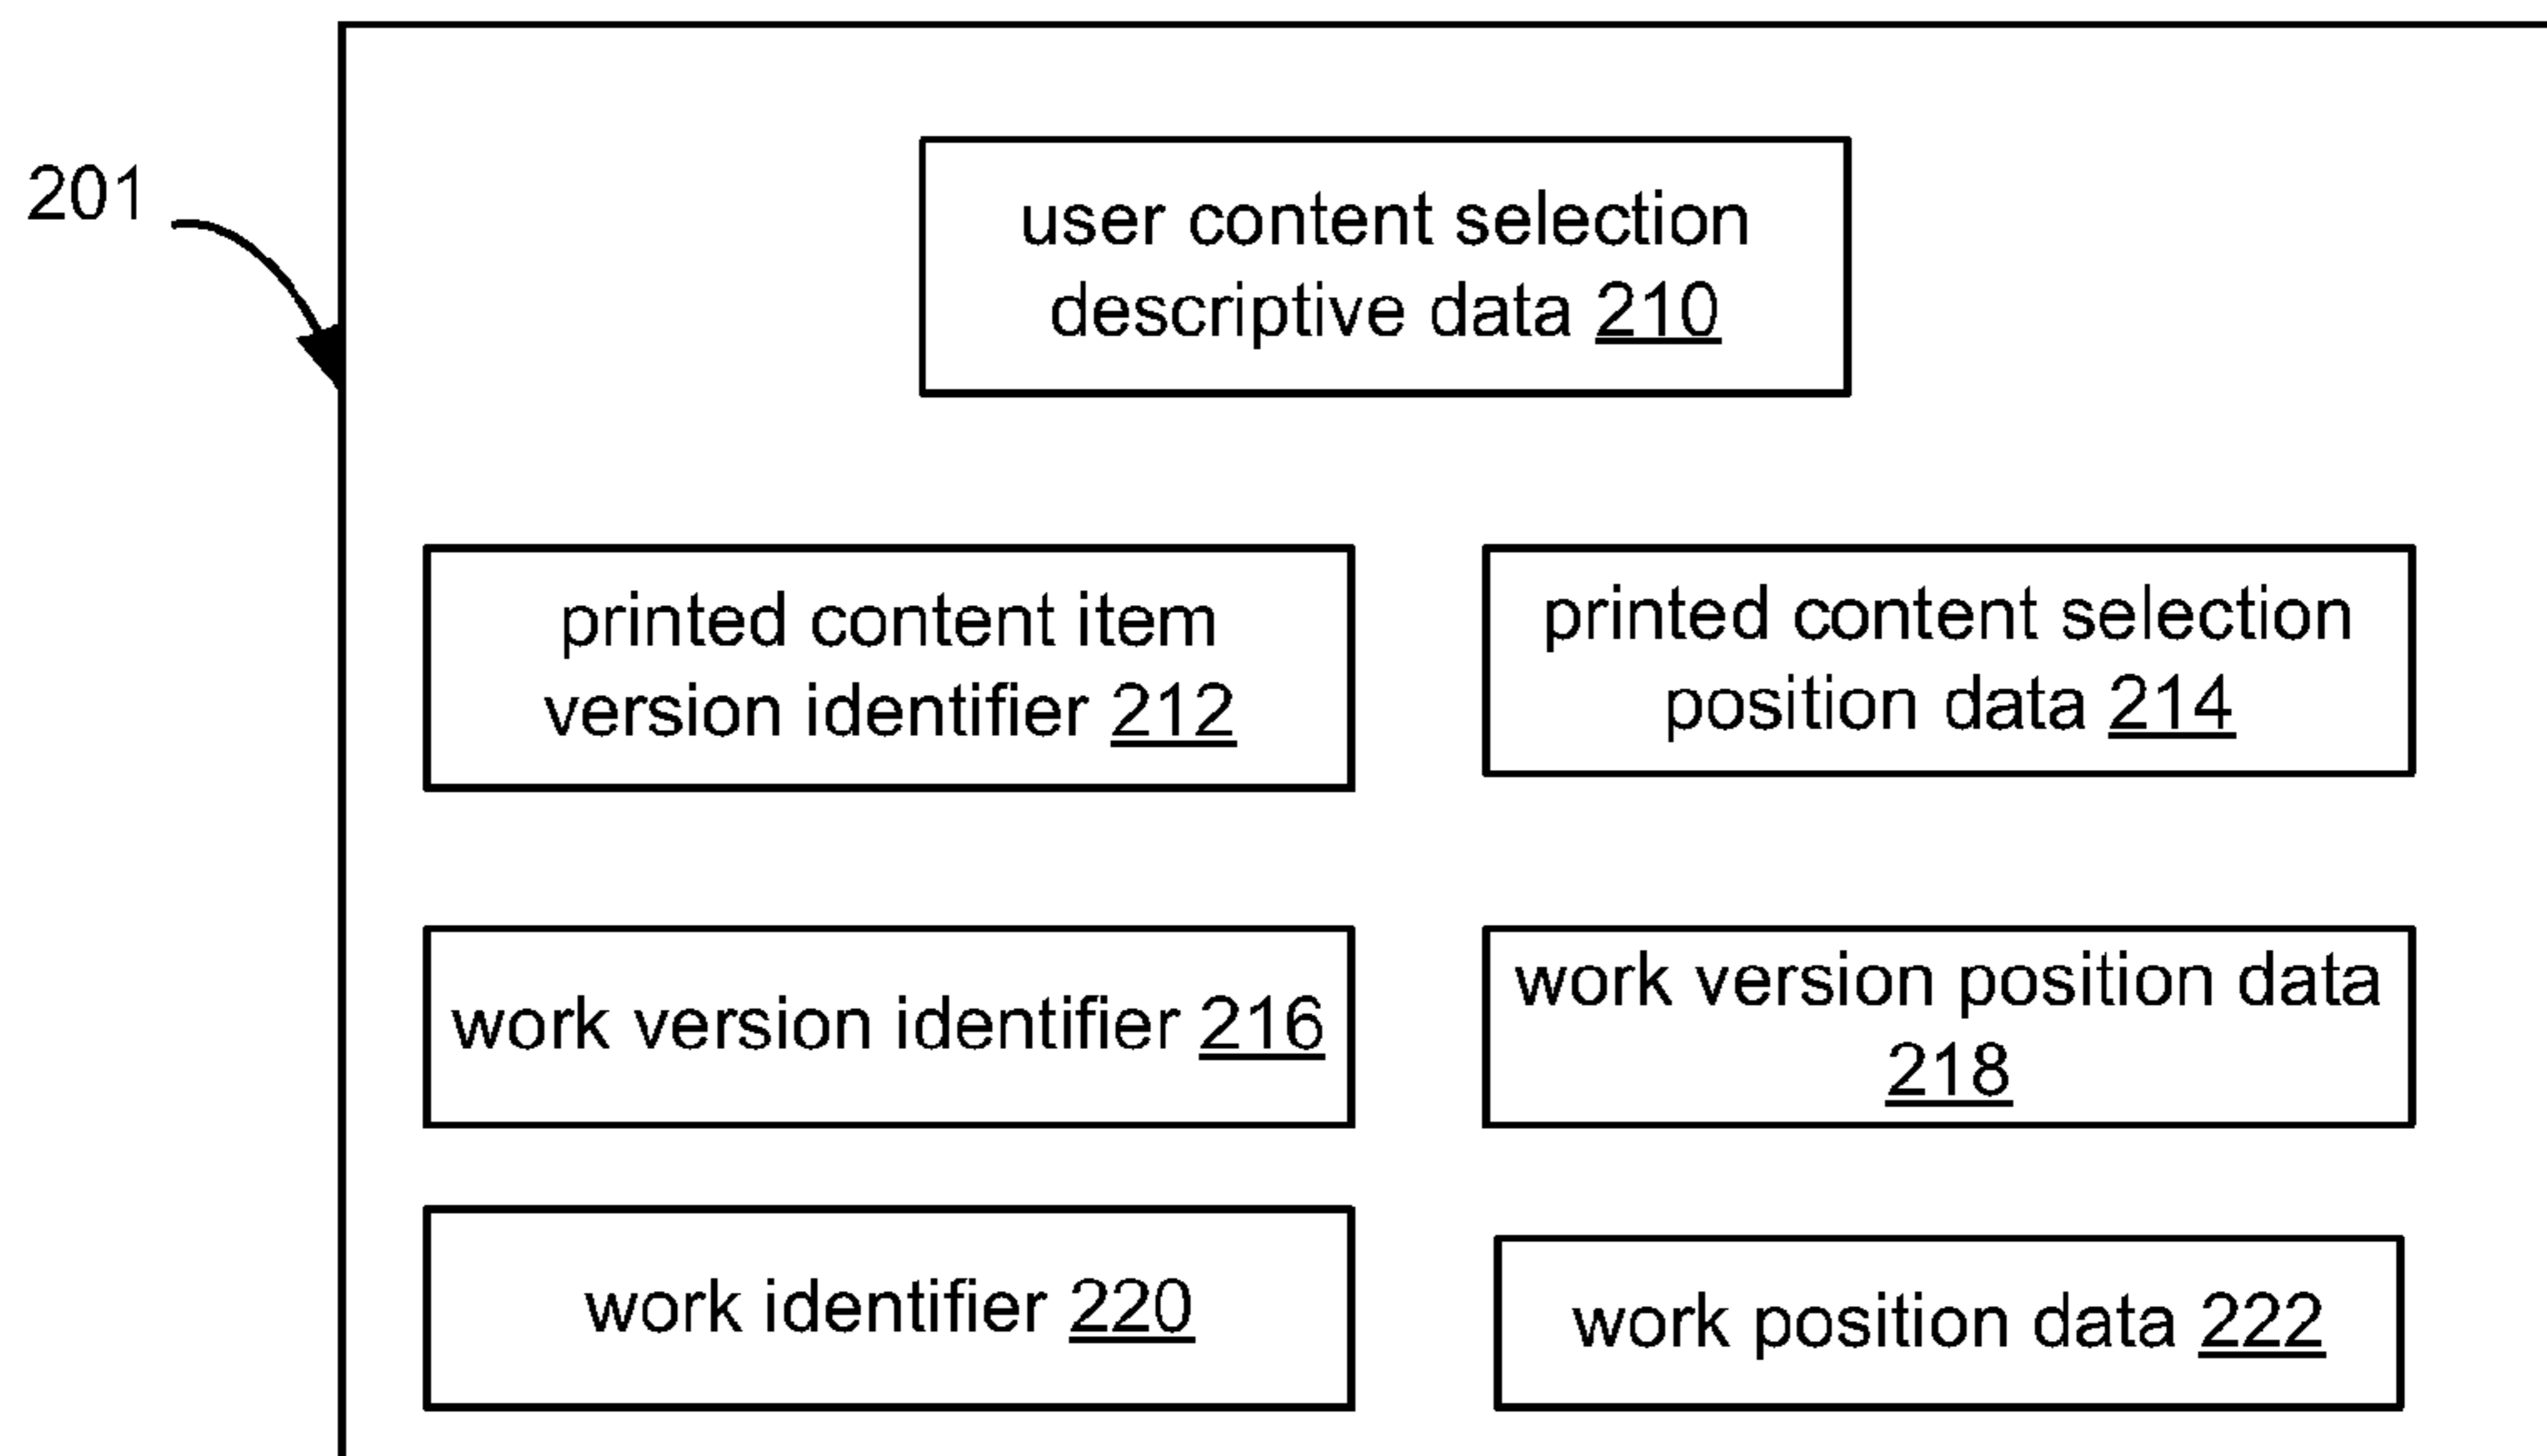 201
user content selection
descriptive data 210
printed content item
version identifier 212
printed content selection
position data 214
work version identifier 216
work version position data
218
work identifier 220
work position data 222